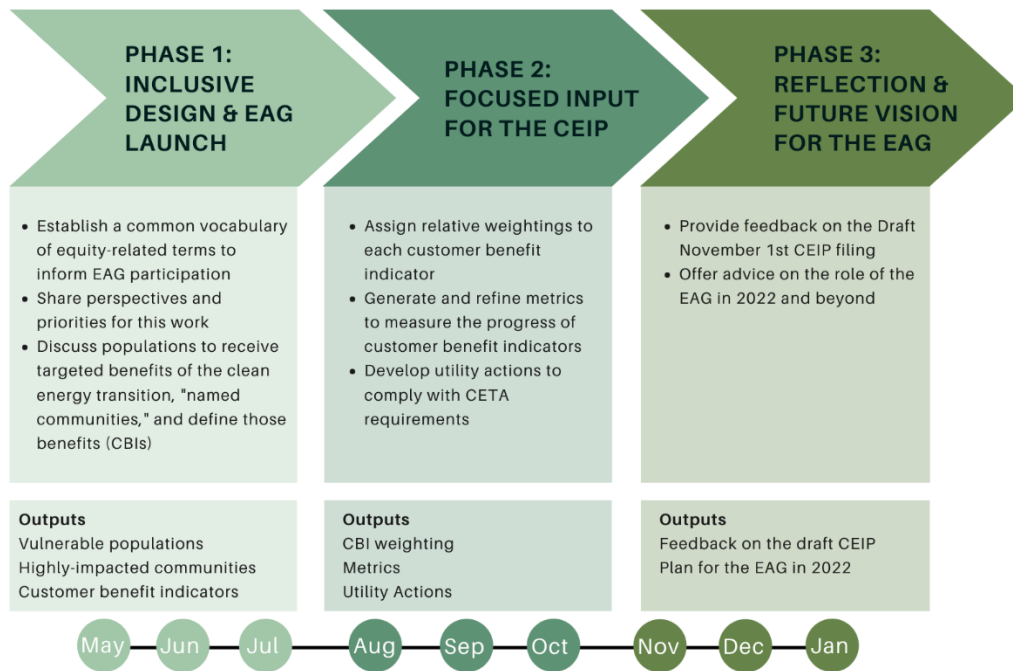 PHASE 1:
INCLUSIVE
DESIGN & EAG
LAUNCH
PHASE 2:
FOCUSED INPUT
FOR THE CEIP
PHASE 3:
REFLECTION &
FUTURE VISION
FOR THE EAG
• Establish a common vocabulary
of equity-related terms to
inform EAG participation
• Share perspectives and
priorities for this work
• Discuss populations to receive
targeted benefits of the clean
energy transition, "named
communities," and define those
benefits (CBIs)
• Assign relative weightings to
each customer benefit
indicator
• Generate and refine metrics
to measure the progress of
customer benefit indicators
• Develop utility actions to
comply with CETA
requirements
• Provide feedback on the Draft
November 1st CEIP filing
• Offer advice on the role of the
EAG in 2022 and beyond
Outputs
Vulnerable populations
Highly-impacted communities
Customer benefit indicators
Outputs
CBI weighting
Metrics
Utility Actions
Outputs
Feedback on the draft CEIP
Plan for the EAG in 2022
May Jun Jul Aug Sep Oct Nov Dec Jan